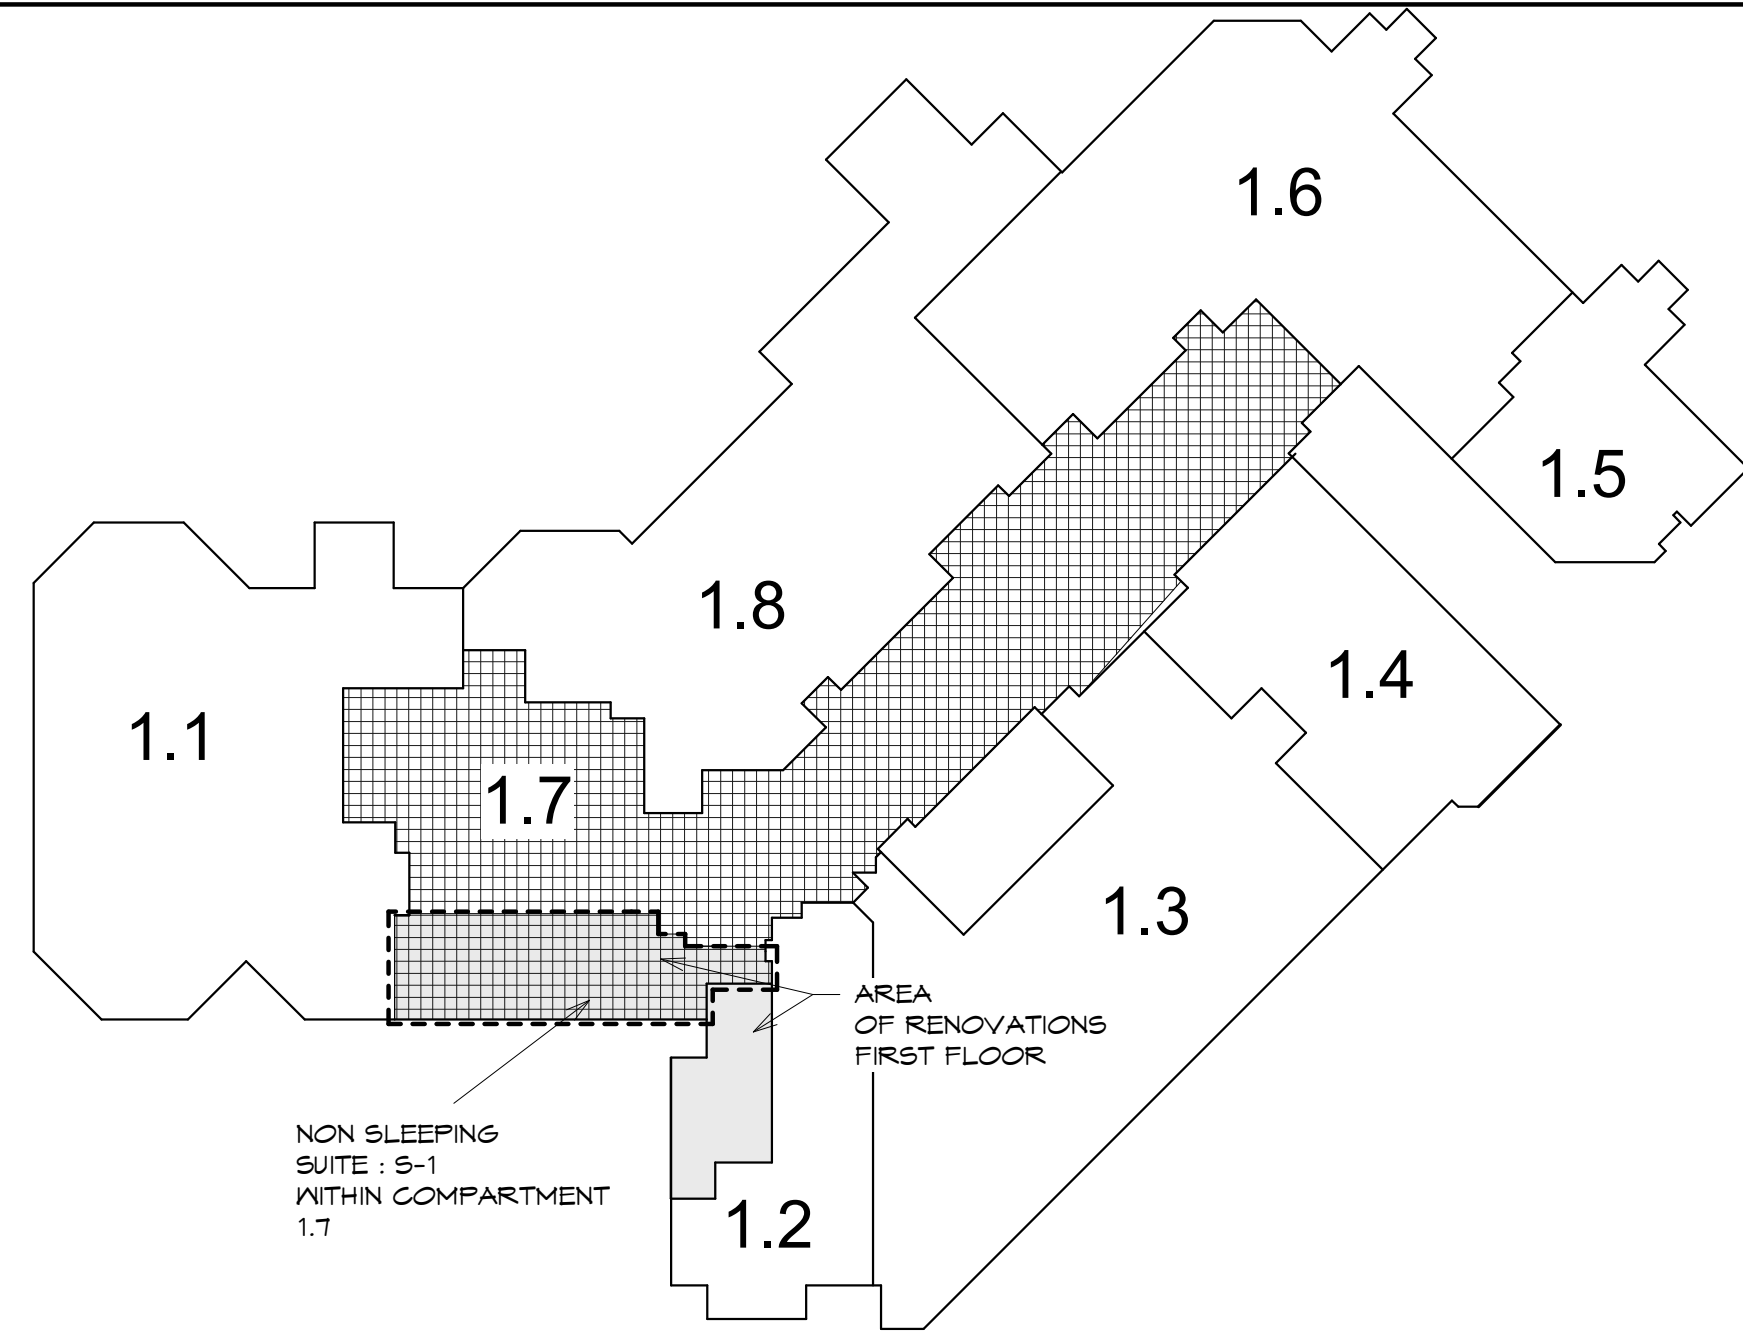 1.6
1.5
1.8
1.4
1.1
1.7
1.3
AREA
OF RENOVATIONS
FIRST FLOOR
NON SLEEPING
SUITE : S-1
WITHIN COMPARTMENT
1.7
1.2